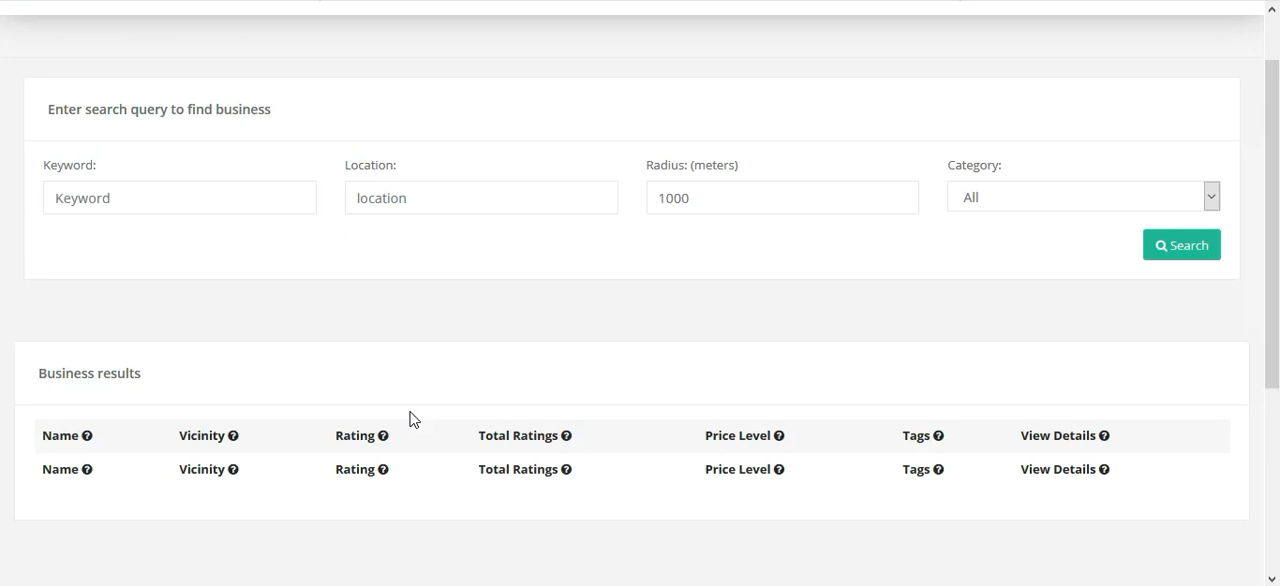 Enter search query to find business
Keyword: Location: Radius: (meters) Category:
Keyword location 1000 All
Search
Business results
Name Vicinity Rating Total Ratings Price Level Tags View Details
Name Vicinity Rating Total Ratings Price Level Tags View Details